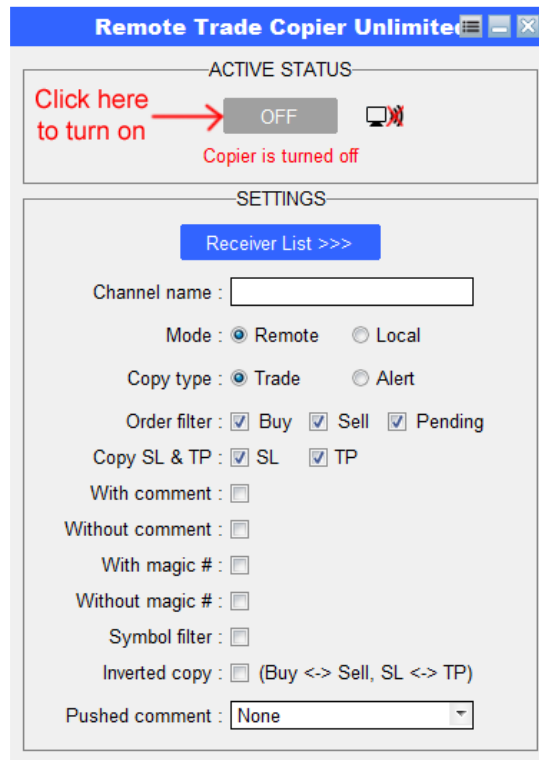 Remote Trade Copier Unlimited
ACTIVE STATUS
Click here
to turn on
OFF
Copier is turned off
SETTINGS
Receiver List >>>
Channel name :
Mode : Remote Local
Copy type : Trade Alert
Order filter : Buy Sell Pending
Copy SL & TP : SL TP
With comment :
Without comment :
With magic # :
Without magic # :
Symbol filter :
Inverted copy : (Buy <-> Sell, SL <-> TP)
Pushed comment : None